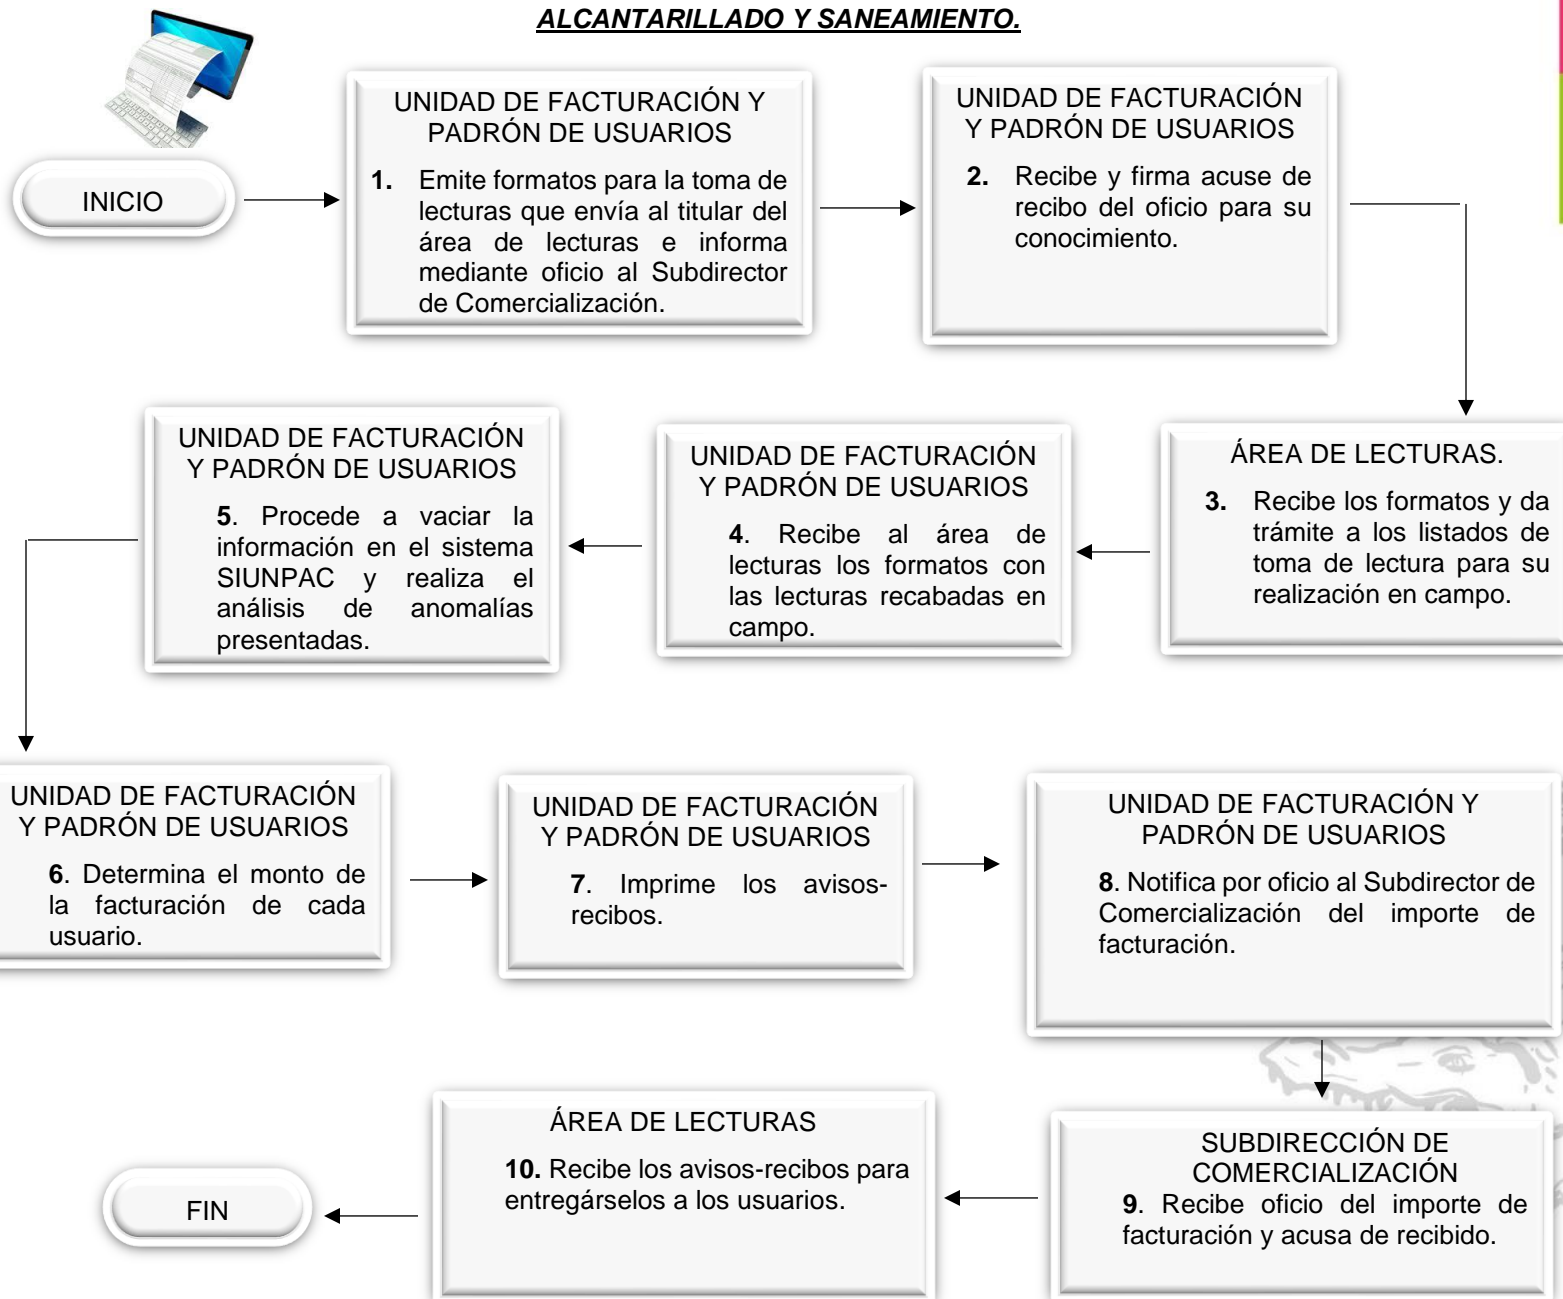 ALCANTARILLADO Y SANEAMIENTO.
INICIO
UNIDAD DE FACTURACIÓN Y
PADRÓN DE USUARIOS
1. Emite formatos para la toma de
lecturas que envía al titular del
área de lecturas e informa
mediante oficio al Subdirector
de Comercialización.
UNIDAD DE FACTURACIÓN
Y PADRÓN DE USUARIOS
2. Recibe y firma acuse de
recibo del oficio para su
conocimiento.
ÁREA DE LECTURAS.
3. Recibe los formatos y da
trámite a los listados de
toma de lectura para su
realización en campo.
UNIDAD DE FACTURACIÓN
Y PADRÓN DE USUARIOS
4. Recibe al área de
lecturas los formatos con
las lecturas recabadas en
campo.
UNIDAD DE FACTURACIÓN
Y PADRÓN DE USUARIOS
5. Procede a vaciar la
información en el sistema
SIUNPAC y realiza el
análisis de anomalías
presentadas.
UNIDAD DE FACTURACIÓN
Y PADRÓN DE USUARIOS
6. Determina el monto de
la facturación de cada
usuario.
UNIDAD DE FACTURACIÓN
Y PADRÓN DE USUARIOS
7. Imprime los avisos-
recibos.
UNIDAD DE FACTURACIÓN Y
PADRÓN DE USUARIOS
8. Notifica por oficio al Subdirector de
Comercialización del importe de
facturación.
SUBDIRECCIÓN DE
COMERCIALIZACIÓN
9. Recibe oficio del importe de
facturación y acusa de recibido.
ÁREA DE LECTURAS
10. Recibe los avisos-recibos para
entregárselos a los usuarios.
FIN